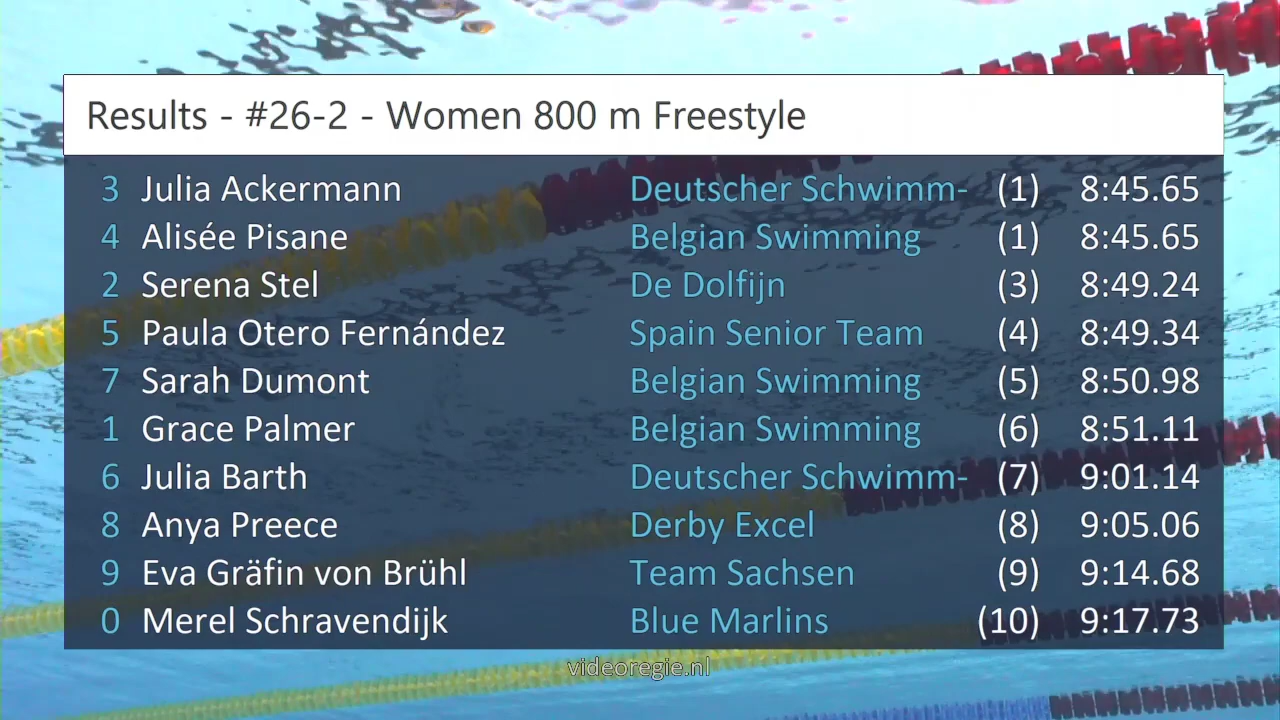 Results - #26-2 - Women 800 m Freestyle
3 Julia Ackermann Deutscher Schwimm- (1) 8:45.65
4 Alisée Pisane Belgian Swimming (1) 8:45.65
2 Serena Stel De Dolfijn (3) 8:49.24
5 Paula Otero Fernández Spain Senior Team (4) 8:49.34
7 Sarah Dumont Belgian Swimming (5) 8:50.98
1 Grace Palmer Belgian Swimming (6) 8:51.11
6 Julia Barth Deutscher Schwimm- (7) 9:01.14
8 Anya Preece Derby Excel (8) 9:05.06
9 Eva Gräfin von Brühl Team Sachsen (9) 9:14.68
0 Merel Schravendijk Blue Marlins (10) 9:17.73
videoregie.nl